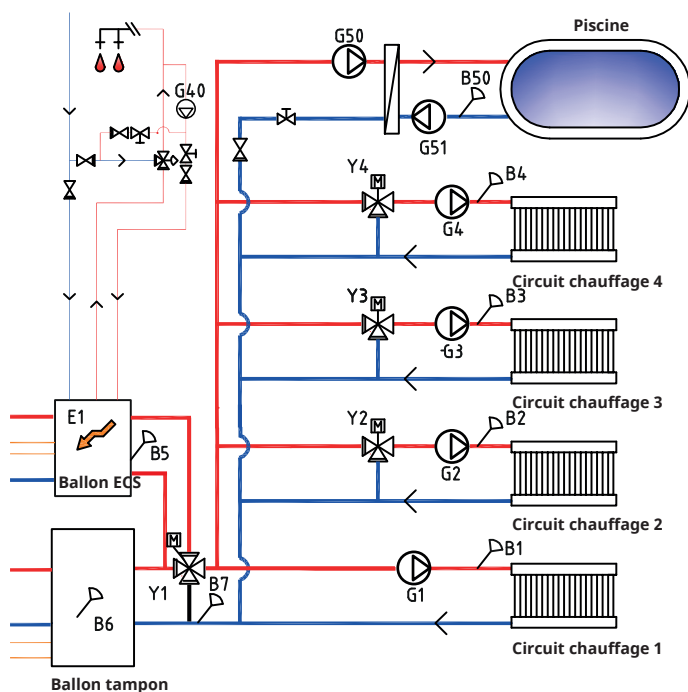 Piscine
G50
B50
G40
G51
Y4
M
B4
G4
Circuit chauffage 4
Y3
M
B3
-G3
Circuit chauffage 3
Y2
M
B2
G2
Circuit chauffage 2
E1
B5
Ballon ECS
M
Y1
B7
B1
G1
B6
Circuit chauffage 1
Ballon tampon